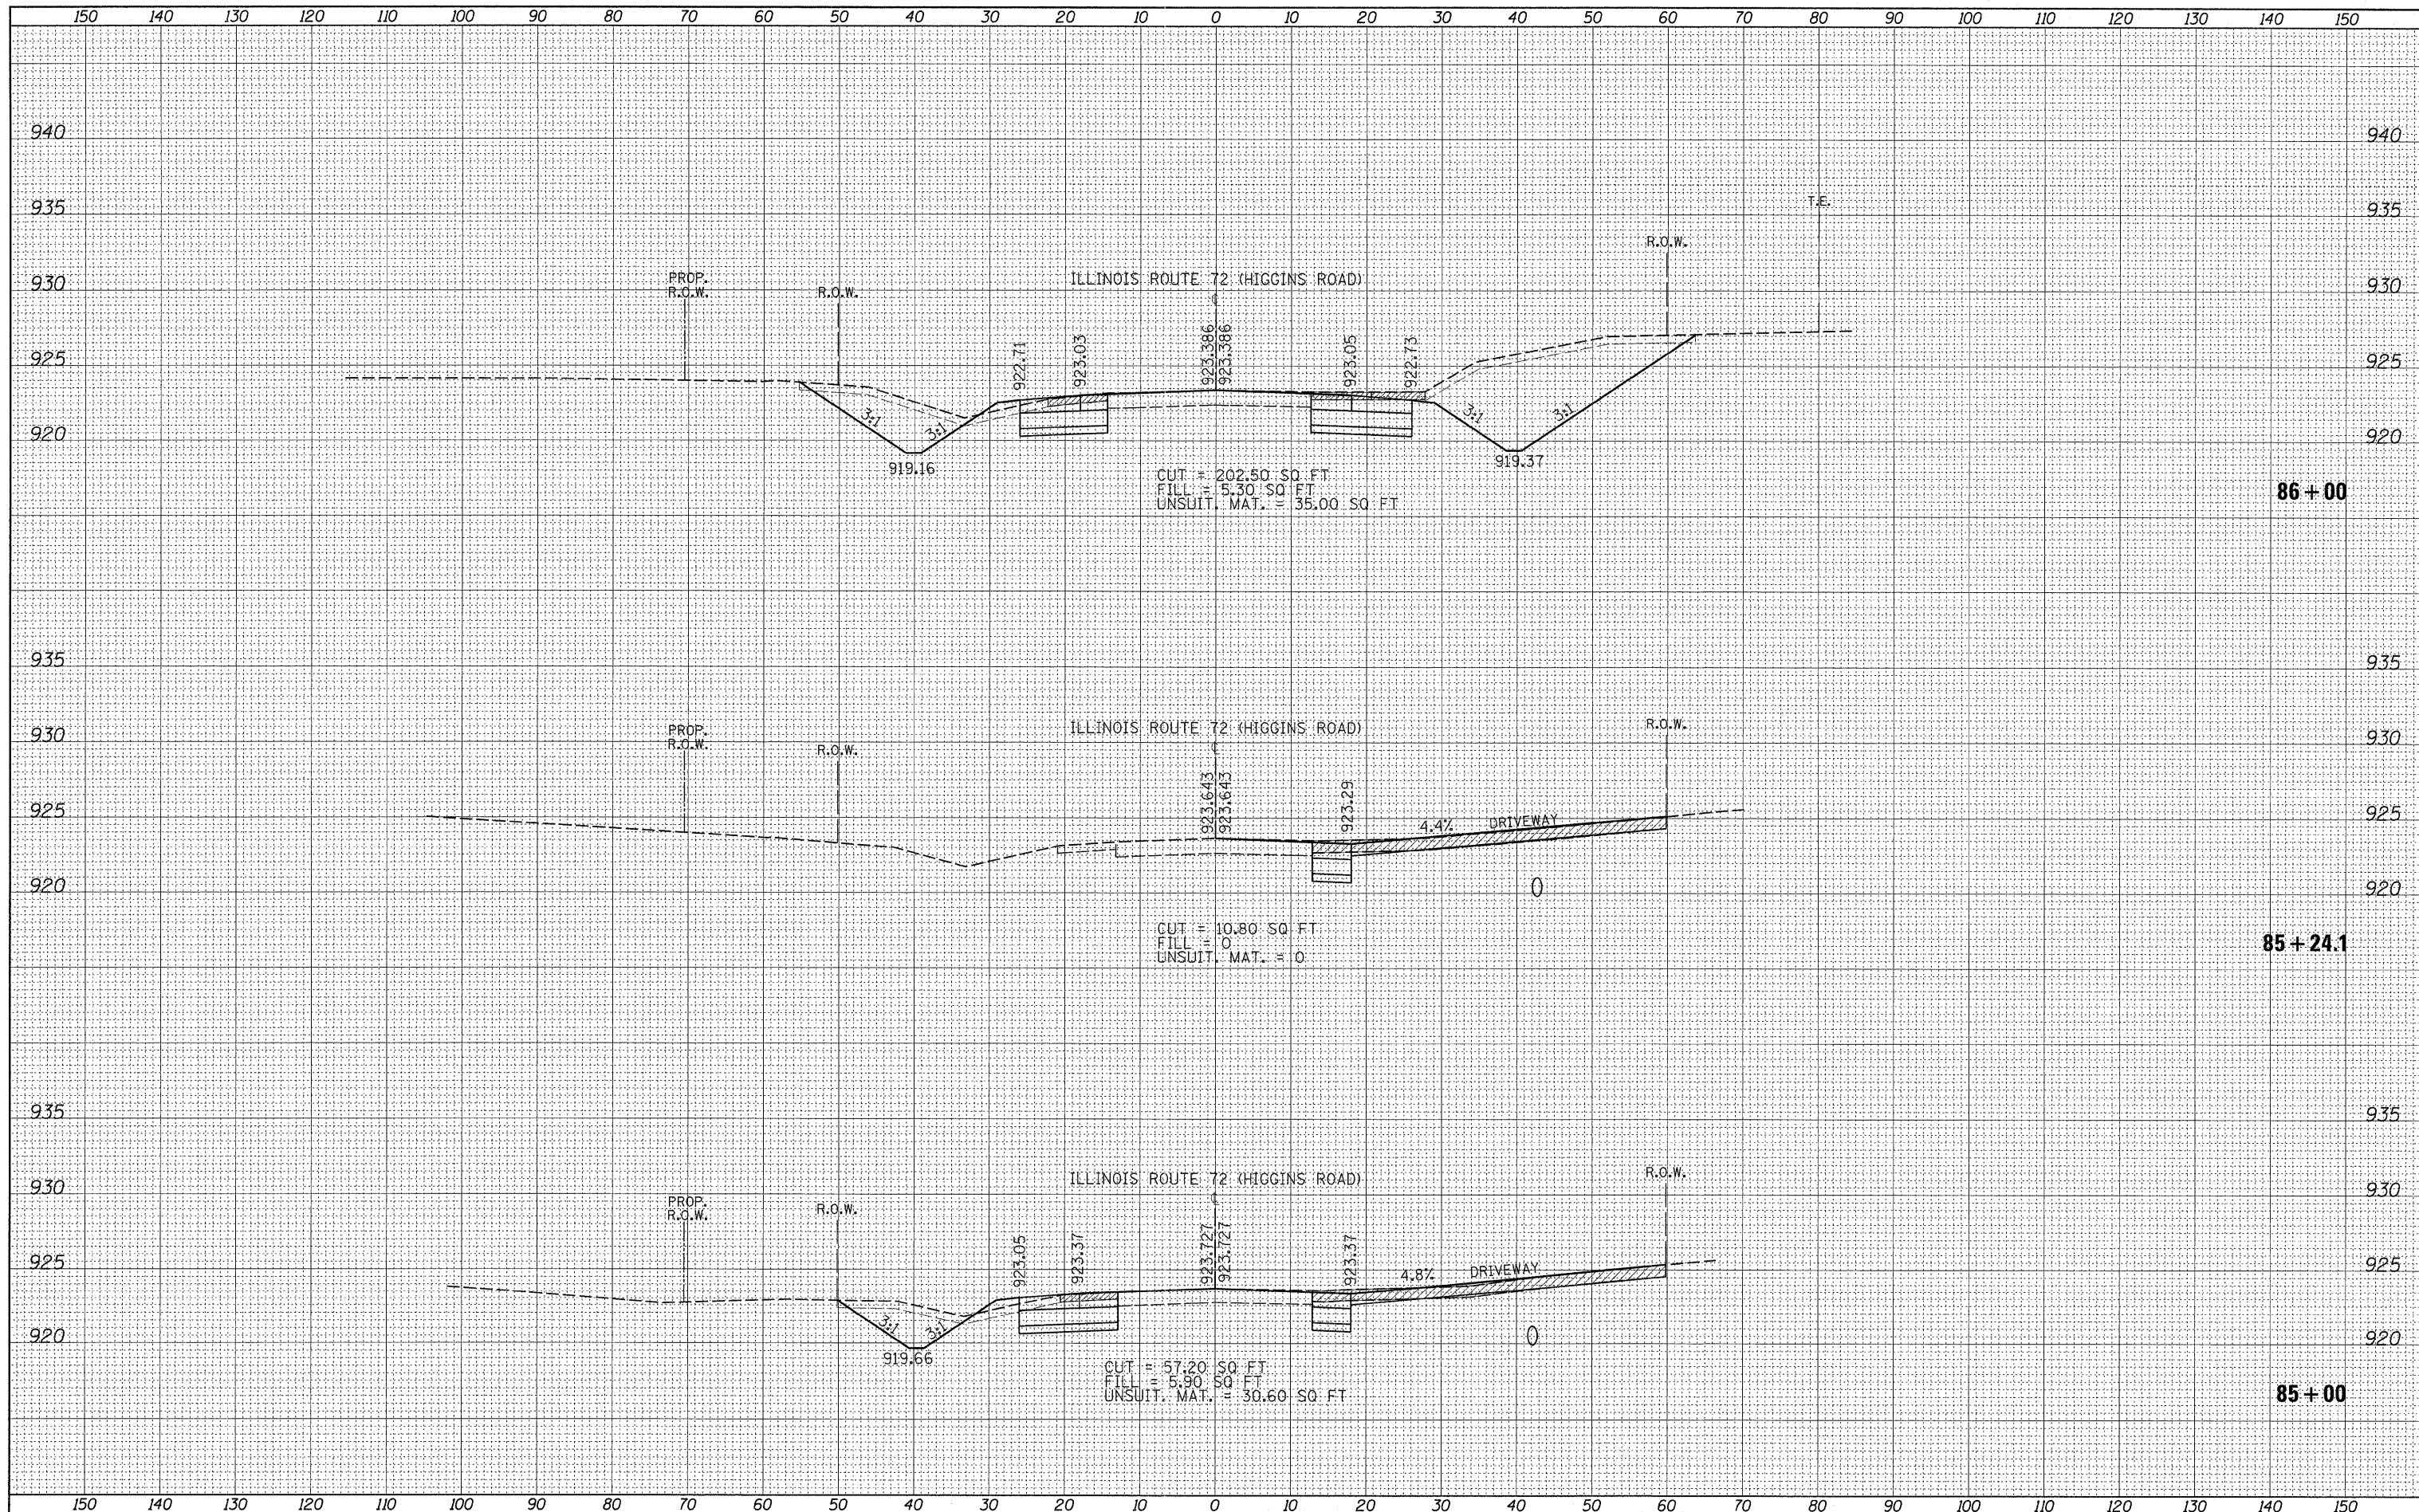 150 140 130 120 110 100 90 80 70 60 50 40 30 20 10 0 10 20 30 40 50 60 70 80 90 100 110 120 130 140 150
940 940
935 T.E. 935
R.O.W.
930 PROP. R.O.W. R.O.W. ILLINOIS ROUTE 72 (HIGGINS ROAD) 930
℄
925 922.71 923.03 923.386 923.386 923.05 922.73 925
920 3:1 3:1 3:1 3:1 920
919.16 919.37
CUT = 202.50 SQ FT
FILL = 5.30 SQ FT
UNSUIT. MAT. = 35.00 SQ FT
86+00
935 935
930 PROP. R.O.W. R.O.W. ILLINOIS ROUTE 72 (HIGGINS ROAD) R.O.W. 930
℄
925 923.643 923.643 923.29 4.4% DRIVEWAY 925
920 920
CUT = 10.80 SQ FT
FILL = 0
UNSUIT. MAT. = 0
85+24.1
935 935
930 PROP. R.O.W. R.O.W. ILLINOIS ROUTE 72 (HIGGINS ROAD) R.O.W. 930
℄
925 923.05 923.37 923.727 923.727 923.37 4.8% DRIVEWAY 925
920 3:1 3:1 920
919.66
CUT = 57.20 SQ FT
FILL = 5.90 SQ FT
UNSUIT. MAT. = 30.60 SQ FT
85+00
150 140 130 120 110 100 90 80 70 60 50 40 30 20 10 0 10 20 30 40 50 60 70 80 90 100 110 120 130 140 150